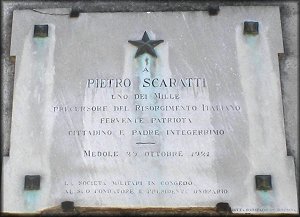 A
PIETRO SCARATTI
UNO DEI MILLE
PRECURSORE DEL RISORGIMENTO ITALIANO
FERVENTE PATRIOTA
CITTADINO E PADRE INTEGERRIMO
MEDOLE 29 OTTOBRE 1921
LA SOCIETÀ MILITARI IN CONGEDO
AL SUO FONDATORE E PRESIDENTE ONORARIO